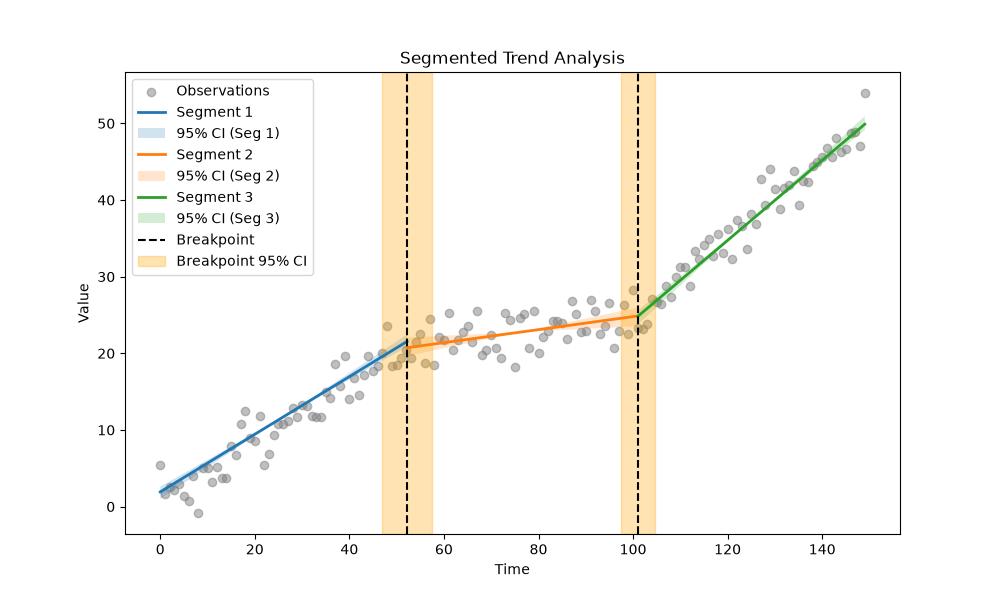 Segmented Trend Analysis
Observations
Segment 1
95% CI (Seg 1)
Segment 2
95% CI (Seg 2)
Segment 3
95% CI (Seg 3)
Breakpoint
Breakpoint 95% CI
Value
50
40
30
20
10
0
0 20 40 60 80 100 120 140
Time